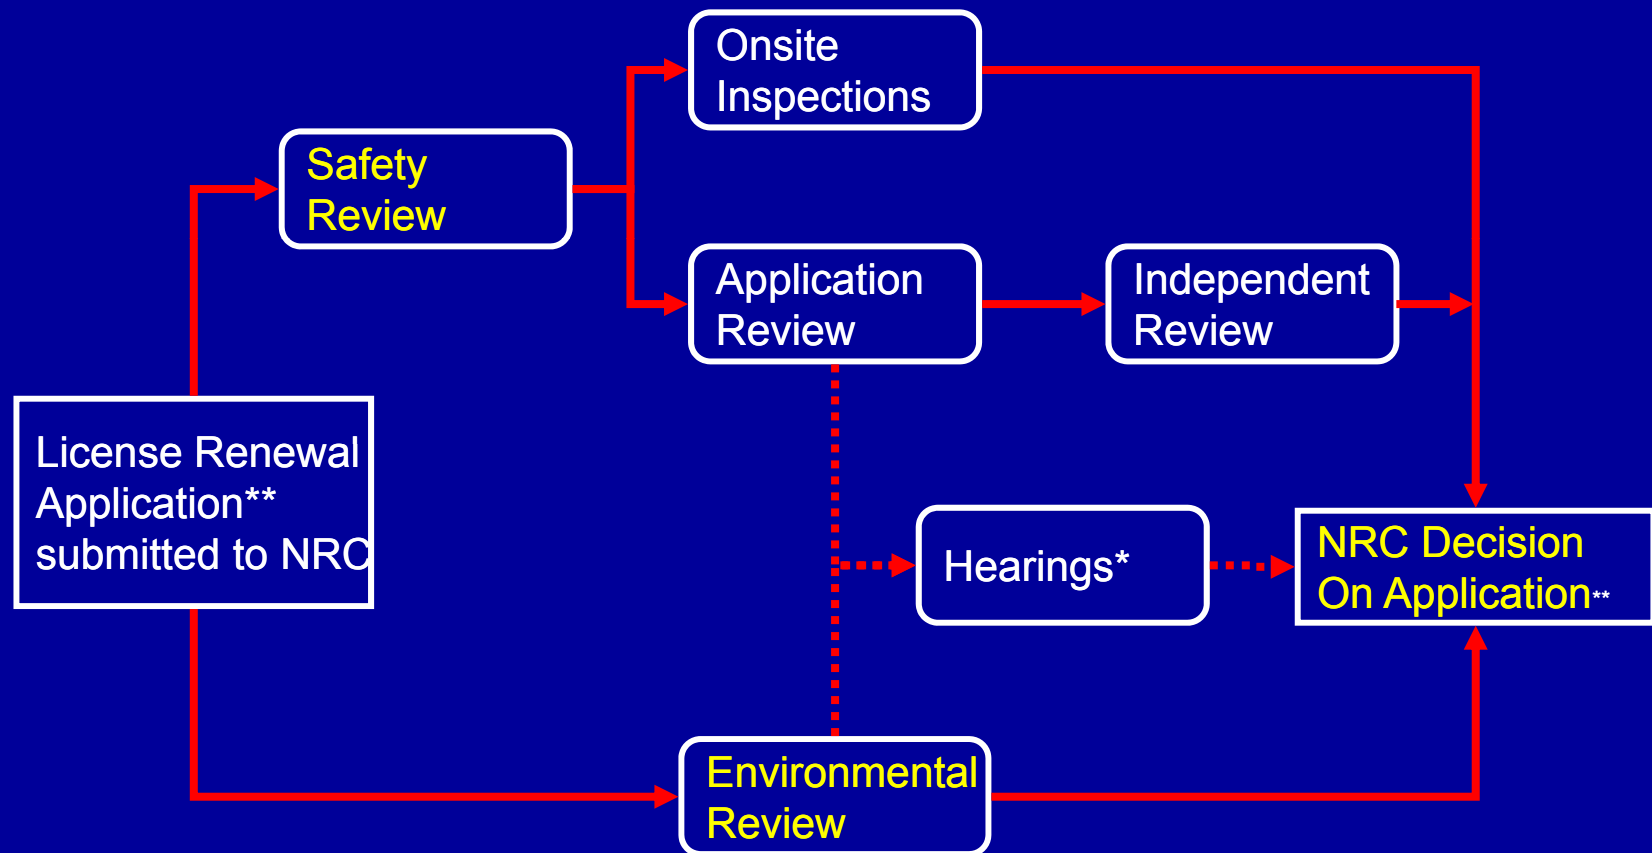 Onsite
Inspections
Safety
Review
Application
Review
Independent
Review
License Renewal
Application**
submitted to NRC
Hearings*
NRC Decision
On Application**
Environmental
Review